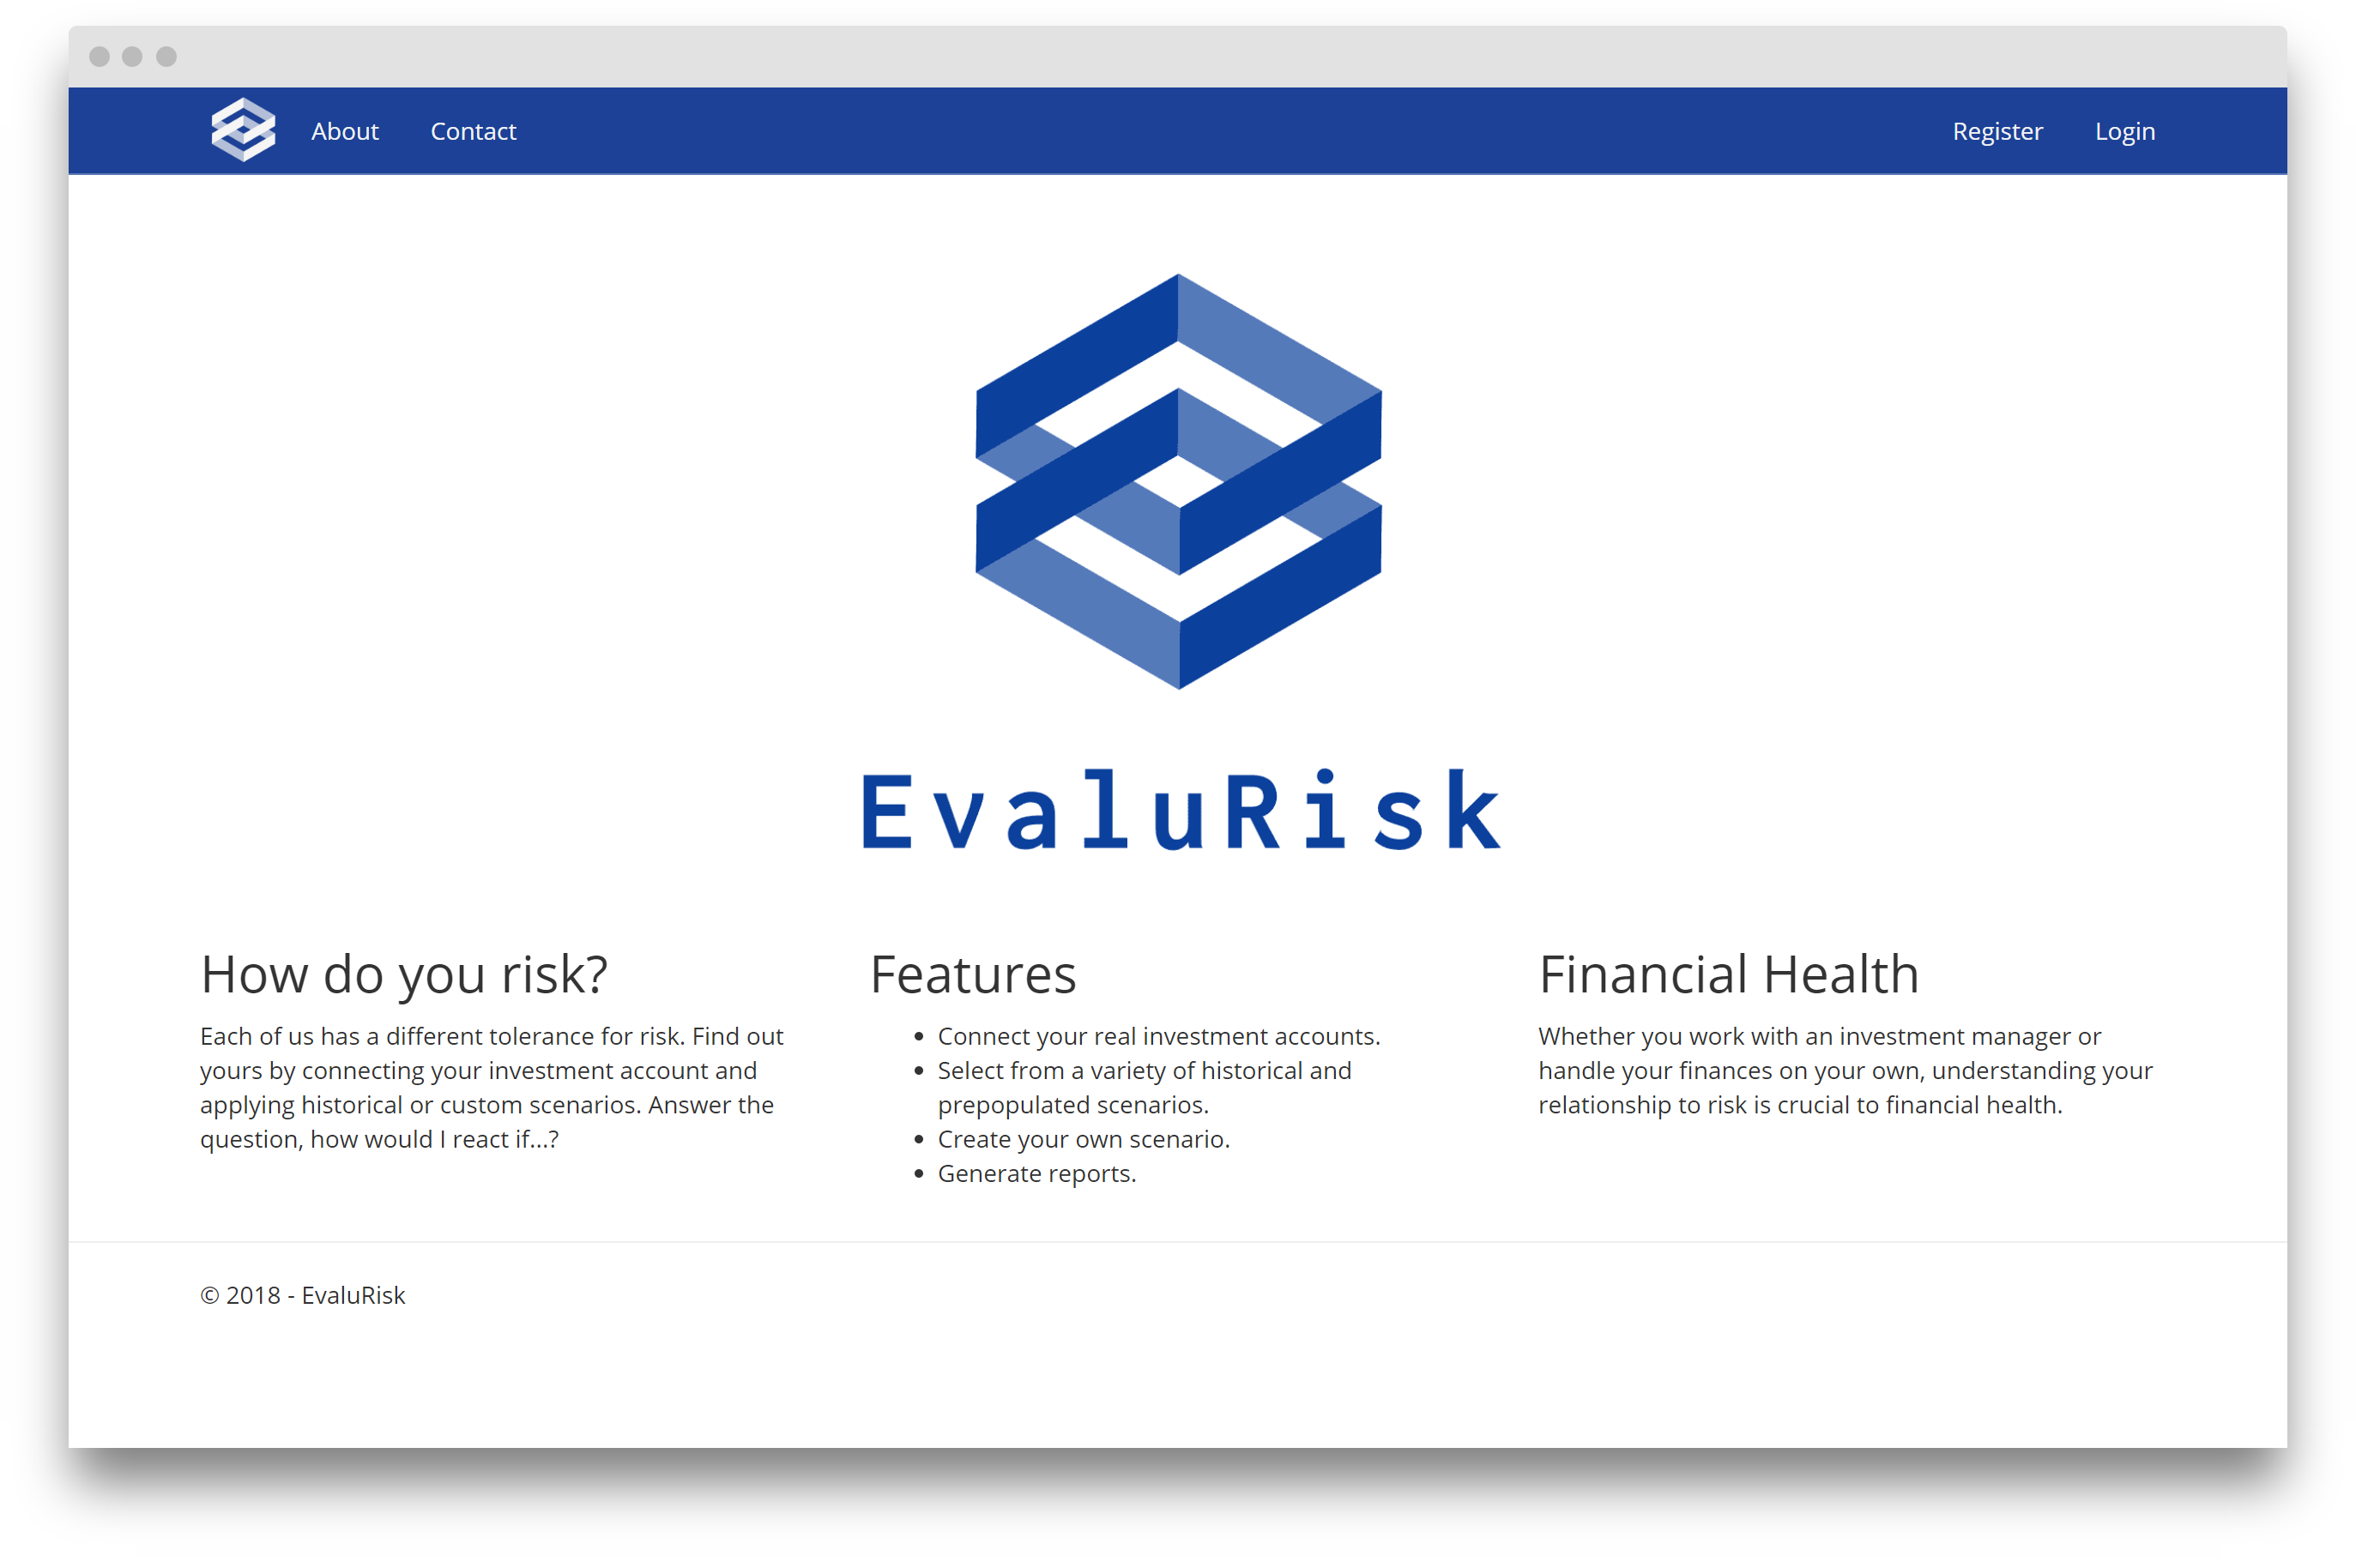 About Contact Register Login
EvaluRisk
How do you risk?
Each of us has a different tolerance for risk. Find out
yours by connecting your investment account and
applying historical or custom scenarios. Answer the
question, how would I react if...?
Features
• Connect your real investment accounts.
• Select from a variety of historical and
prepopulated scenarios.
• Create your own scenario.
• Generate reports.
Financial Health
Whether you work with an investment manager or
handle your finances on your own, understanding your
relationship to risk is crucial to financial health.
© 2018 - EvaluRisk